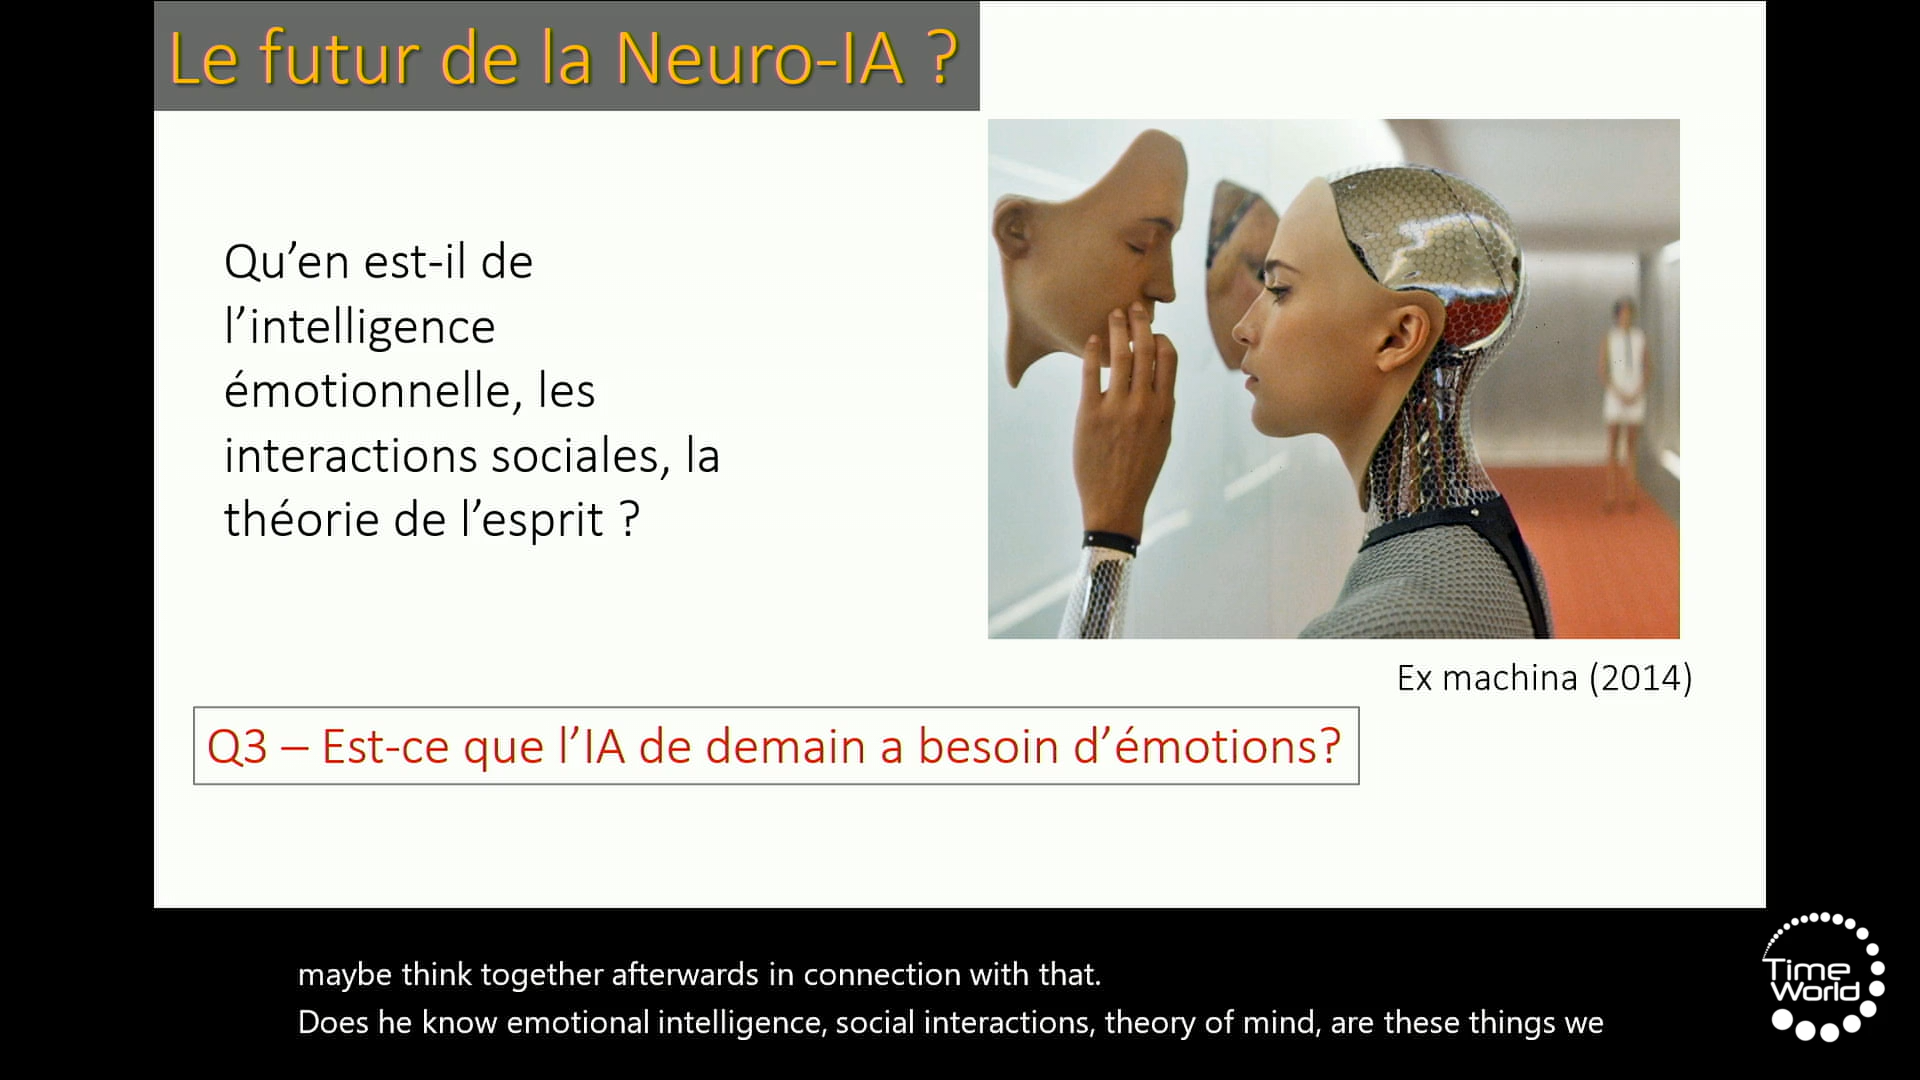 Le futur de la Neuro-IA ?
Qu’en est-il de
l’intelligence
émotionnelle, les
interactions sociales, la
théorie de l’esprit ?
Ex machina (2014)
Q3 – Est-ce que l’IA de demain a besoin d’émotions?
maybe think together afterwards in connection with that.
Does he know emotional intelligence, social interactions, theory of mind, are these things we
Time
World